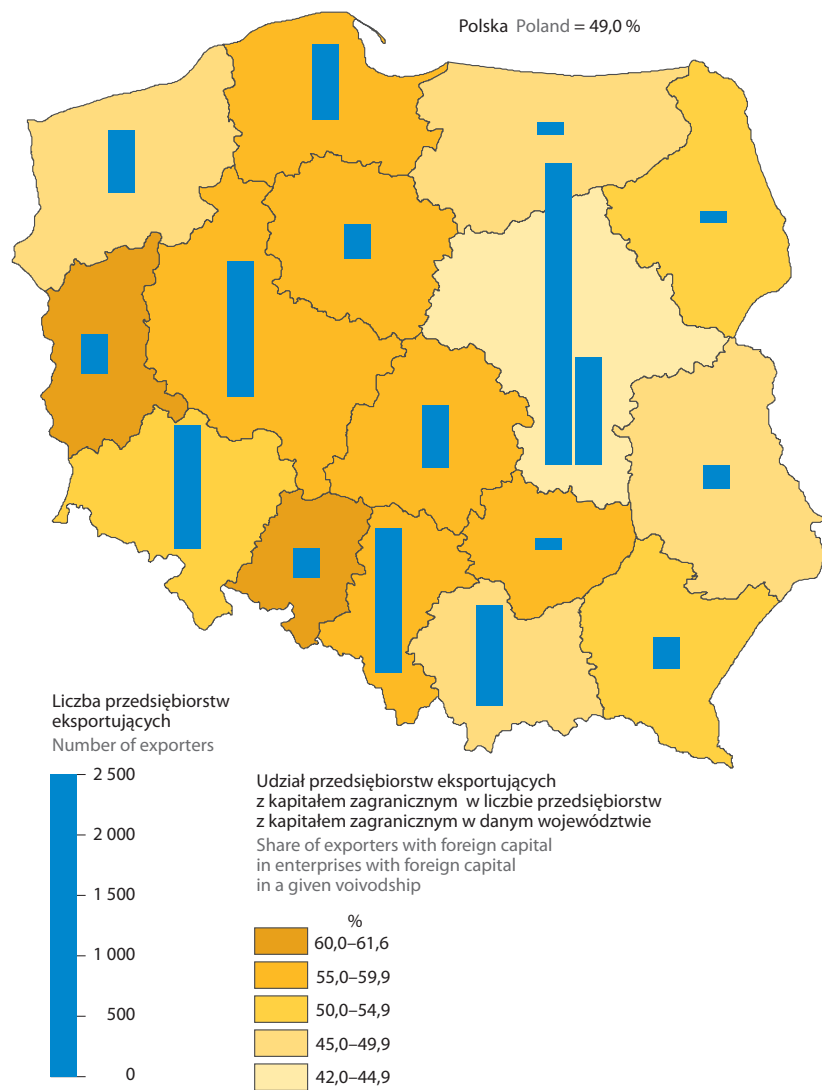 Polska Poland = 49,0 %
Liczba przedsiębiorstw
eksportujących
Number of exporters
2 500
2 000
1 500
1 000
500
0
Udział przedsiębiorstw eksportujących
z kapitałem zagranicznym w liczbie przedsiębiorstw
z kapitałem zagranicznym w danym województwie
Share of exporters with foreign capital
in enterprises with foreign capital
in a given voivodship
%
60,0–61,6
55,0–59,9
50,0–54,9
45,0–49,9
42,0–44,9